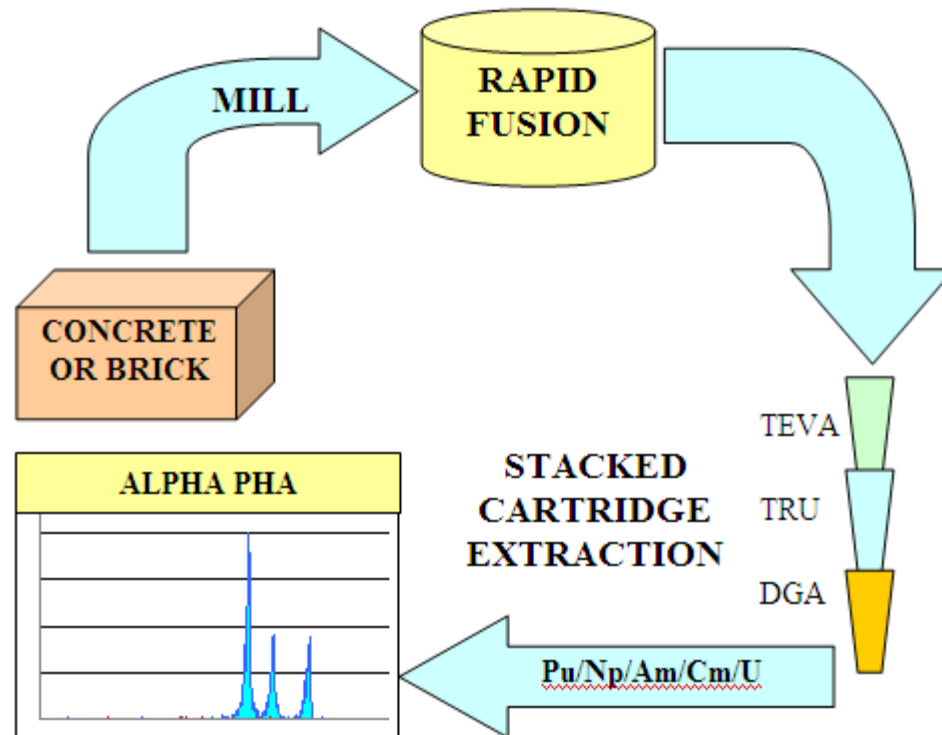 MILL
RAPID
FUSION
CONCRETE
OR BRICK
TEVA
TRU
DGA
STACKED
CARTRIDGE
EXTRACTION
Pu/Np/Am/Cm/U
ALPHA PHA